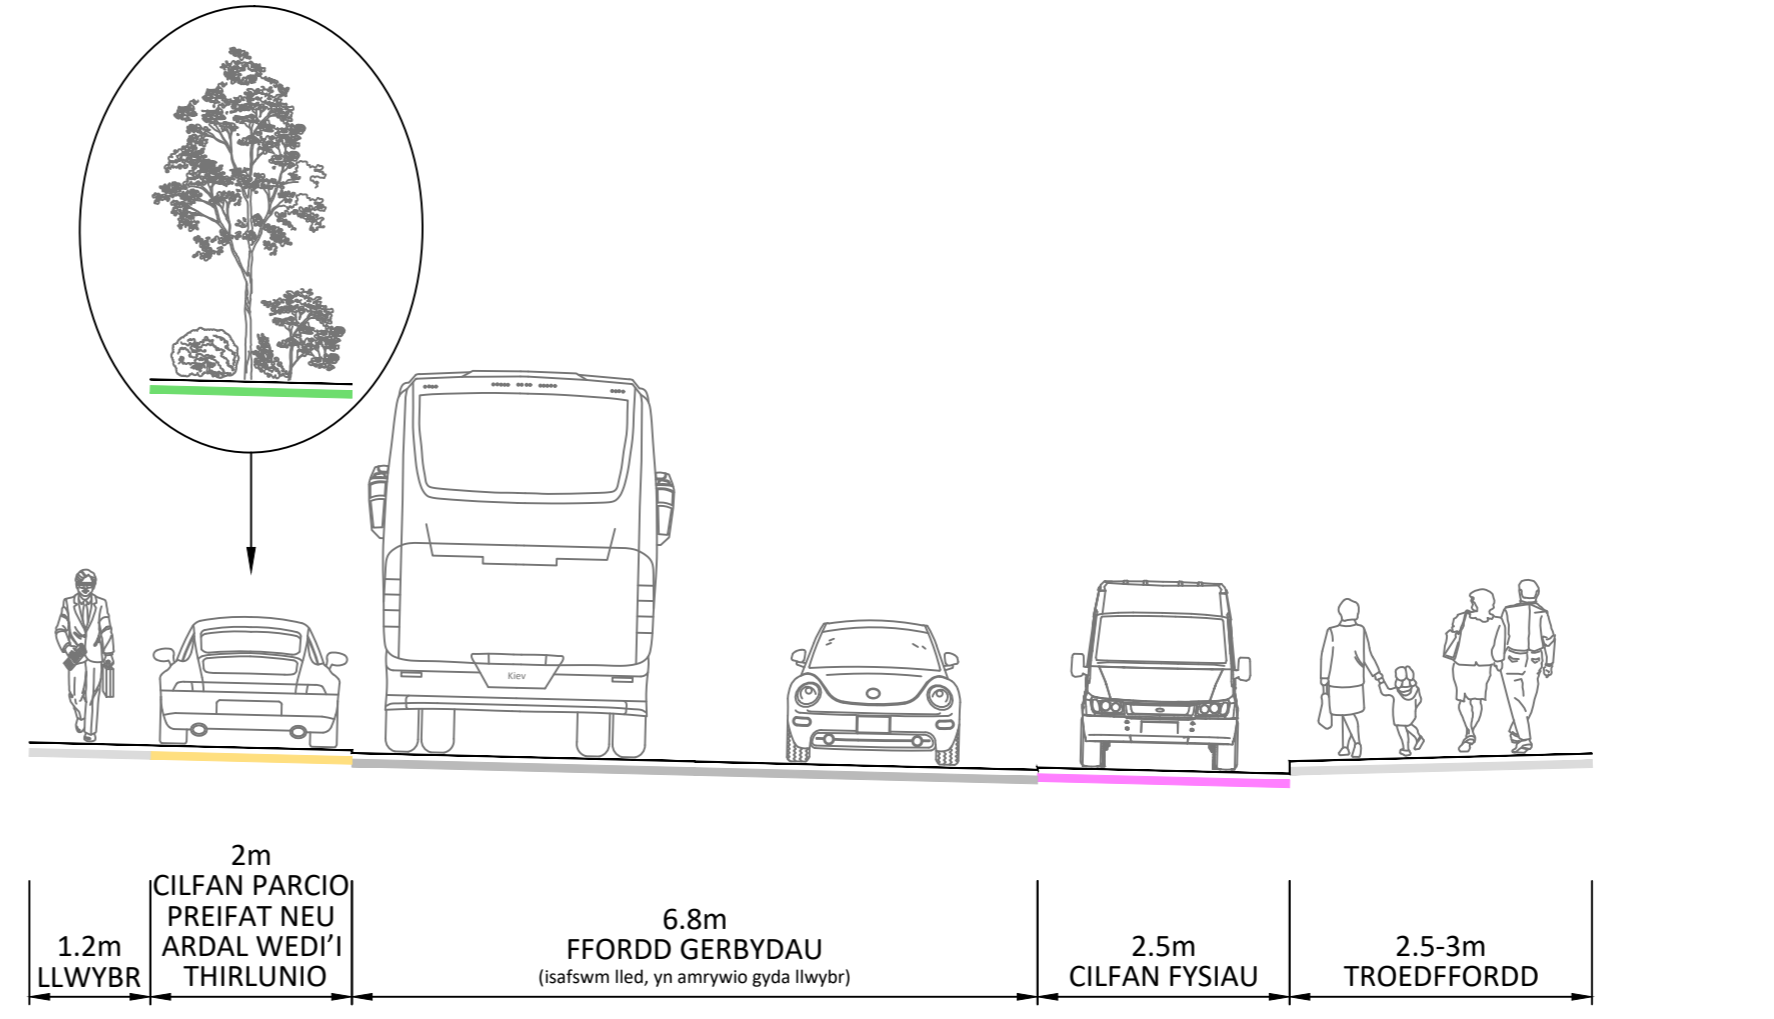 Kiev
1.2m
LLWYBR
2m
CILFAN PARCIO
PREIFAT NEU
ARDAL WEDI’I
THIRLUNIO
6.8m
FFORDD GERBYDAU
(isafswm lled, yn amrywio gyda llwybr)
2.5m
CILFAN FYSIAU
2.5-3m
TROEDFFORDD